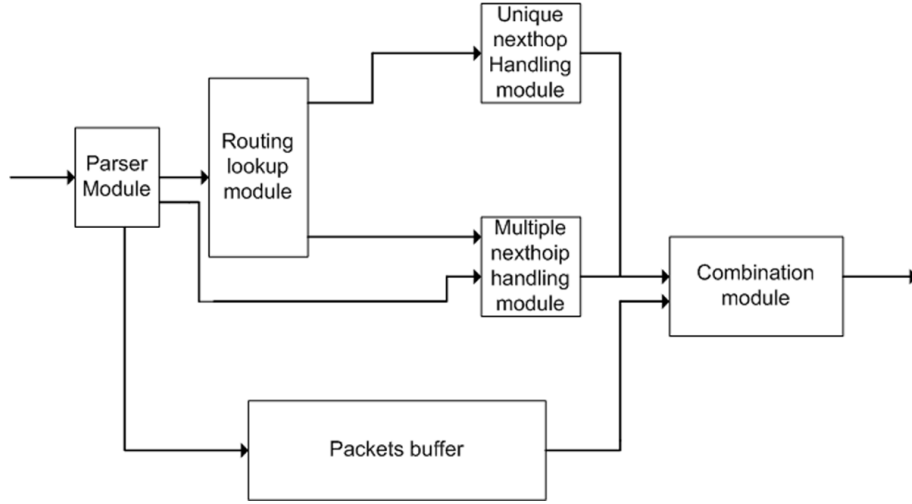 Unique
nexthop
Handling
module
Parser
Module
Routing
lookup
module
Multiple
nexthoip
handling
module
Combination
module
Packets buffer